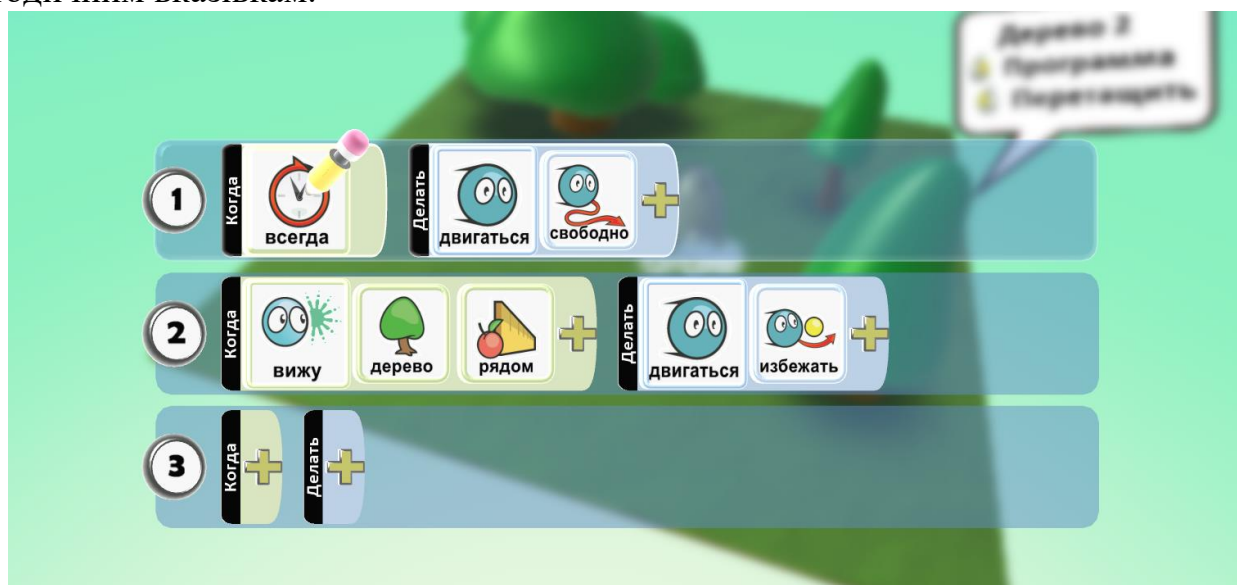 Дерево 2
Программа
Перетащить
1
Когда
всегда
Делать
двигаться
свободно
2
Когда
вижу
дерево
рядом
Делать
двигаться
избежать
3
Когда
Делать